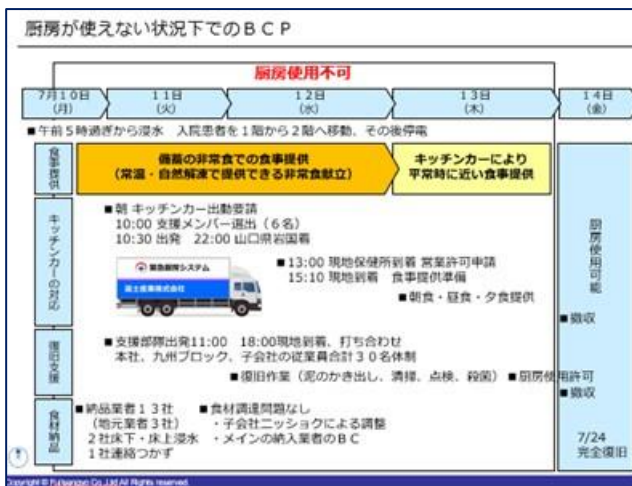 厨房が使えない状況下でのＢＣＰ
厨房使用不可
７月１０日
(月)
１１日
(火)
１２日
(水)
１３日
(木)
１４日
(金)
■午前５時過ぎから浸水　入院患者を１階から２階へ移動、その後停電
食事提供
備蓄の非常食での食事提供
（常温・自然解凍で提供できる非常食献立）
キッチンカーにより
平常時に近い食事提供
キッチンカーの対応
■朝 キッチンカー出動要請
10:00 支援メンバー選出（６名）
10:30 出発　22:00 山口県岩国着
緊急厨房システム
富士産業株式会社
■13:00 現地保健所到着 営業許可申請
15:10 現地到着　食事提供準備
■朝食・昼食・夕食提供
厨房使用可能
■撤収
復旧支援
■支援部隊出発11:00　18:00現地到着、打ち合わせ
本社、九州ブロック、子会社の従業員合計３０名体制
■復旧作業（泥のかき出し、清掃、点検、殺菌）
■厨房使用許可
■撤収
食材納品
■納品業者１３社
（地元業者３社）
２社床下・床上浸水
１社連絡つかず
■食材調達問題なし
・子会社ニッショクによる調整
・メインの納入業者のＢＣ
7/24
完全復旧
Copyright © Fujisangyo Co.,Ltd All Rights reserved.